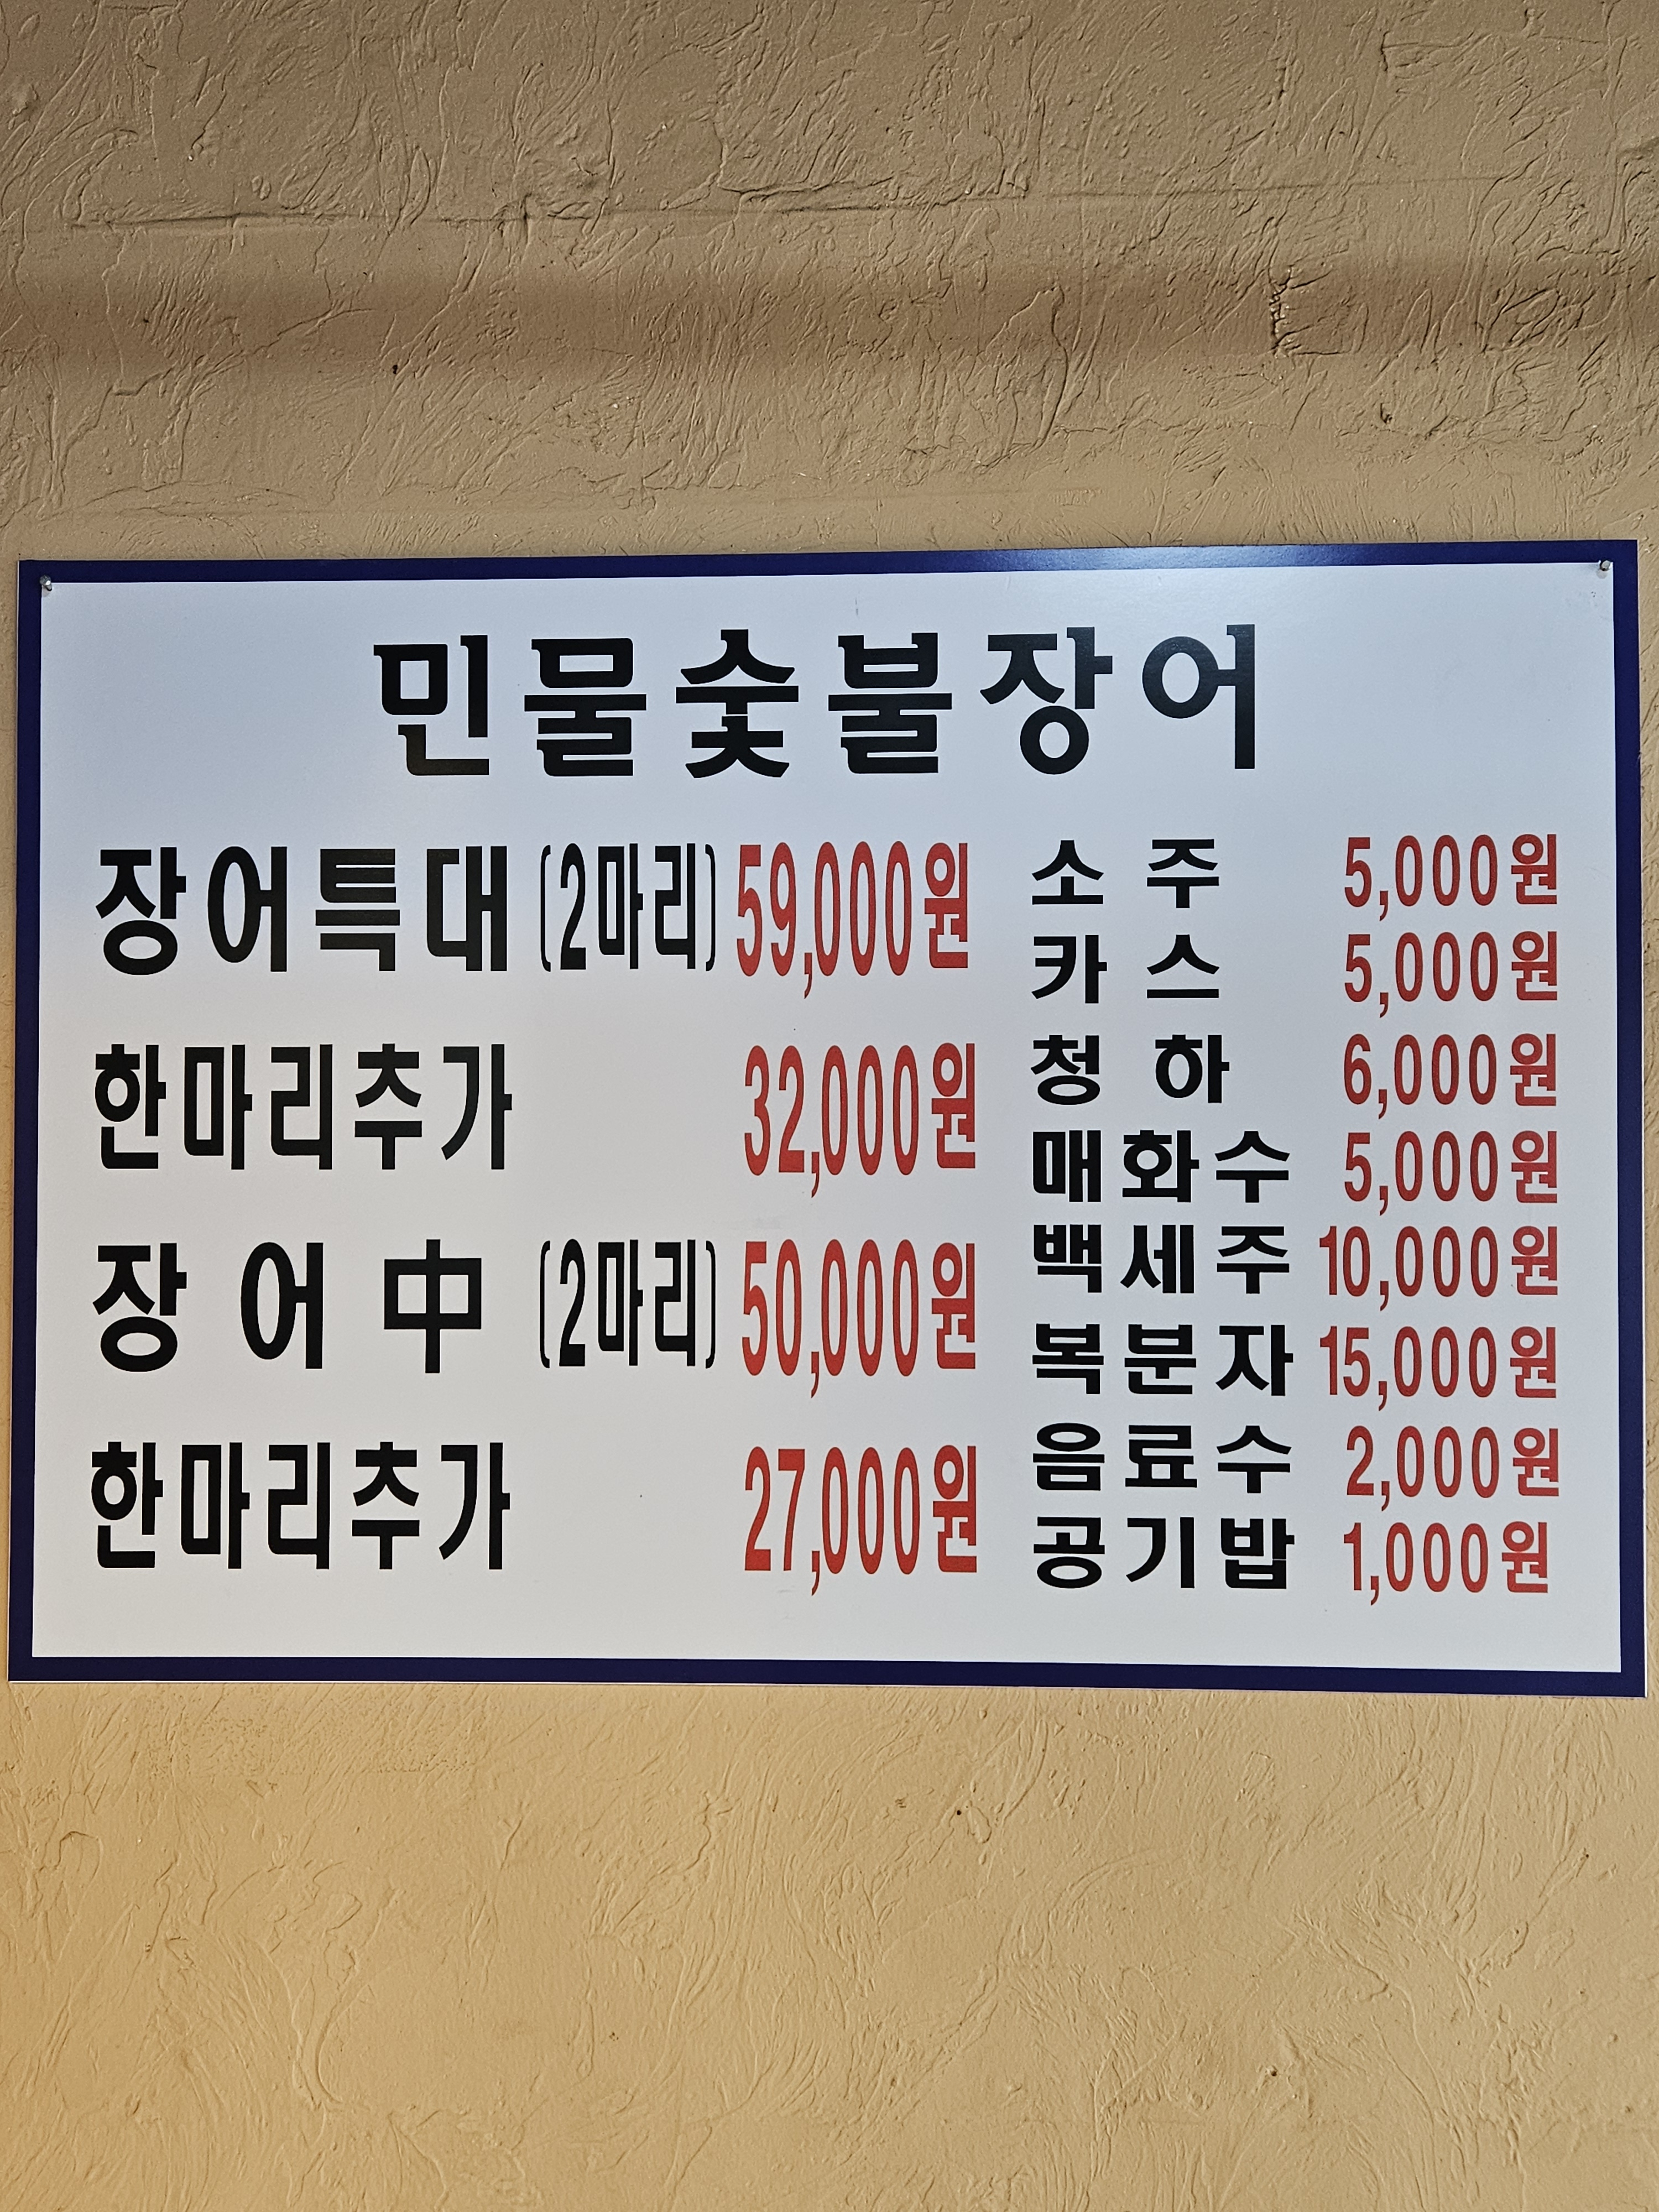 민물숯불장어
장어특대 (2마리) 59,000원
한마리추가 32,000원
장어中 (2마리) 50,000원
한마리추가 27,000원
소주 5,000원
카스 5,000원
청하 6,000원
매화수 5,000원
백세주 10,000원
복분자 15,000원
음료수 2,000원
공기밥 1,000원